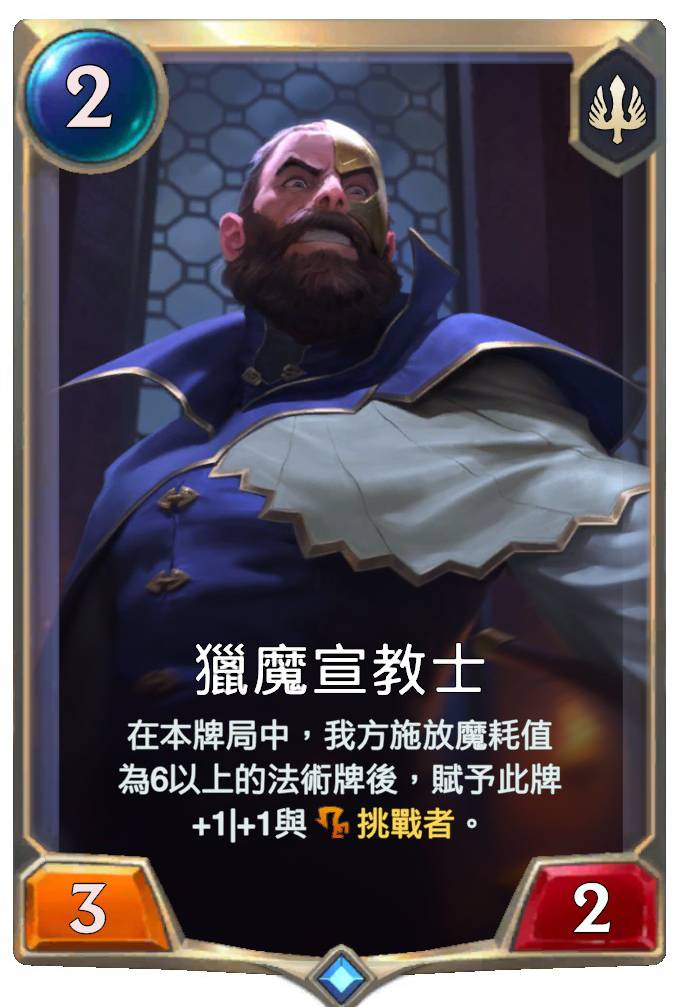 2
獵魔宣教士
在本牌局中，我方施放魔耗值
為6以上的法術牌後，賦予此牌
+1|+1與 挑戰者。
3
2